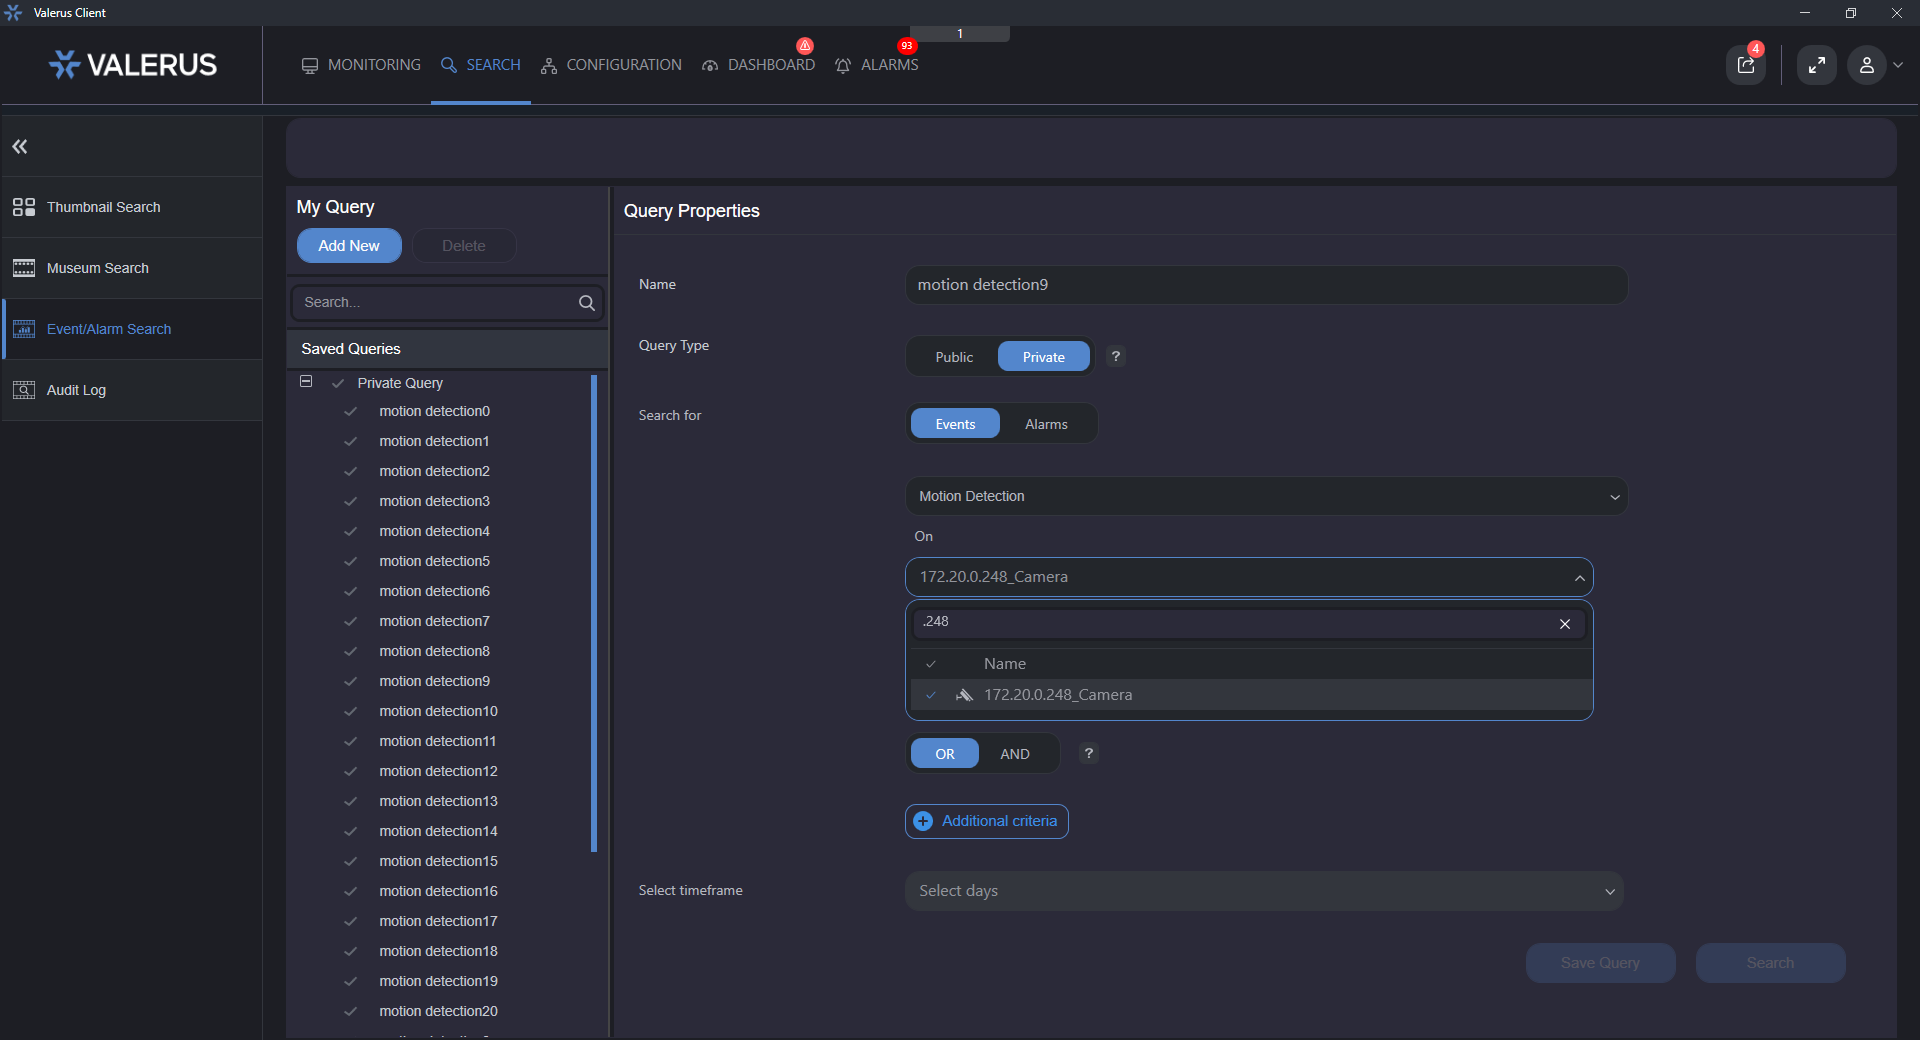 Valerus Client
VALERUS
MONITORING
SEARCH
CONFIGURATION
DASHBOARD
93
ALARMS
1
4
Thumbnail Search
Museum Search
Event/Alarm Search
Audit Log
My Query
Add New
Delete
Search...
Saved Queries
Private Query
motion detection0
motion detection1
motion detection2
motion detection3
motion detection4
motion detection5
motion detection6
motion detection7
motion detection8
motion detection9
motion detection10
motion detection11
motion detection12
motion detection13
motion detection14
motion detection15
motion detection16
motion detection17
motion detection18
motion detection19
motion detection20
Query Properties
Name
motion detection9
Query Type
Public
Private
?
Search for
Events
Alarms
Motion Detection
On
172.20.0.248_Camera
.248
Name
172.20.0.248_Camera
OR
AND
?
Additional criteria
Select timeframe
Select days
Save Query
Search